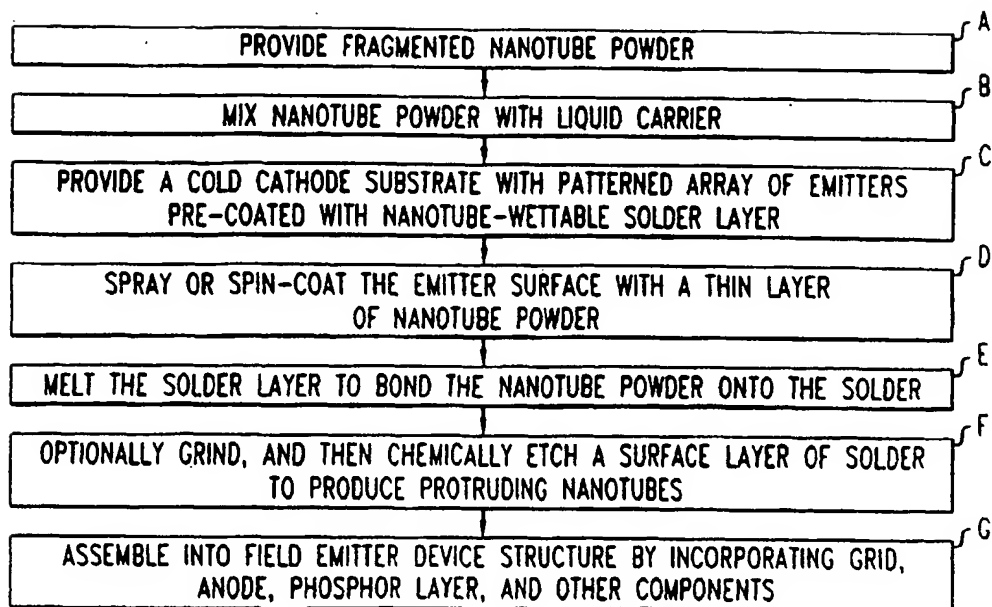 A
PROVIDE FRAGMENTED NANOTUBE POWDER
B
MIX NANOTUBE POWDER WITH LIQUID CARRIER
C
PROVIDE A COLD CATHODE SUBSTRATE WITH PATTERNED ARRAY OF EMITTERS
PRE-COATED WITH NANOTUBE-WETTABLE SOLDER LAYER
D
SPRAY OR SPIN-COAT THE EMITTER SURFACE WITH A THIN LAYER
OF NANOTUBE POWDER
E
MELT THE SOLDER LAYER TO BOND THE NANOTUBE POWDER ONTO THE SOLDER
F
OPTIONALLY GRIND, AND THEN CHEMICALLY ETCH A SURFACE LAYER OF SOLDER
TO PRODUCE PROTRUDING NANOTUBES
G
ASSEMBLE INTO FIELD EMITTER DEVICE STRUCTURE BY INCORPORATING GRID,
ANODE, PHOSPHOR LAYER, AND OTHER COMPONENTS